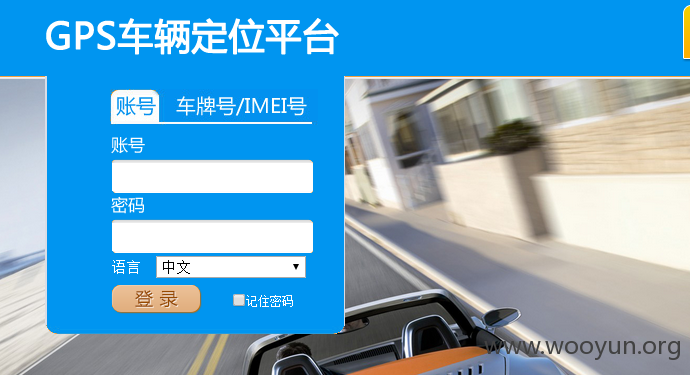 GPS车辆定位平台
账号 车牌号/IMEI号
账号
密码
语言 中文
登 录 记住密码
www.wooyun.org